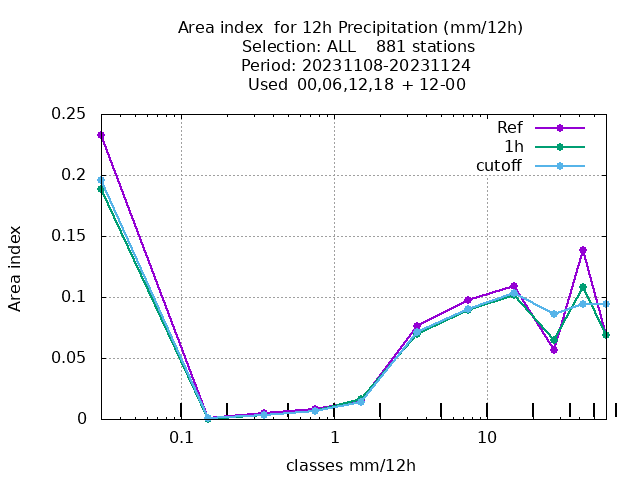 Area index  for 12h Precipitation (mm/12h)
Selection: ALL    881 stations
Period: 20231108-20231124
Used  00,06,12,18  + 12-00
Ref
1h
cutoff
0.25
0.2
0.15
0.1
0.05
0
Area index
0.1
1
10
classes mm/12h